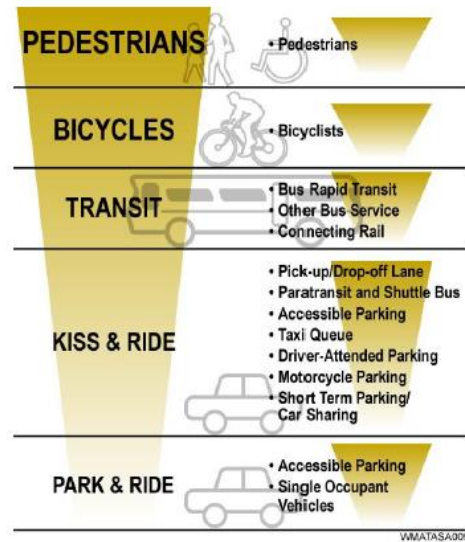 PEDESTRIANS
• Pedestrians
BICYCLES
• Bicyclists
TRANSIT
• Bus Rapid Transit
• Other Bus Service
• Connecting Rail
KISS & RIDE
• Pick-up/Drop-off Lane
• Paratransit and Shuttle Bus
• Accessible Parking
• Taxi Queue
• Driver-Attended Parking
• Motorcycle Parking
• Short Term Parking/
Car Sharing
PARK & RIDE
• Accessible Parking
• Single Occupant
Vehicles
WMATASA009